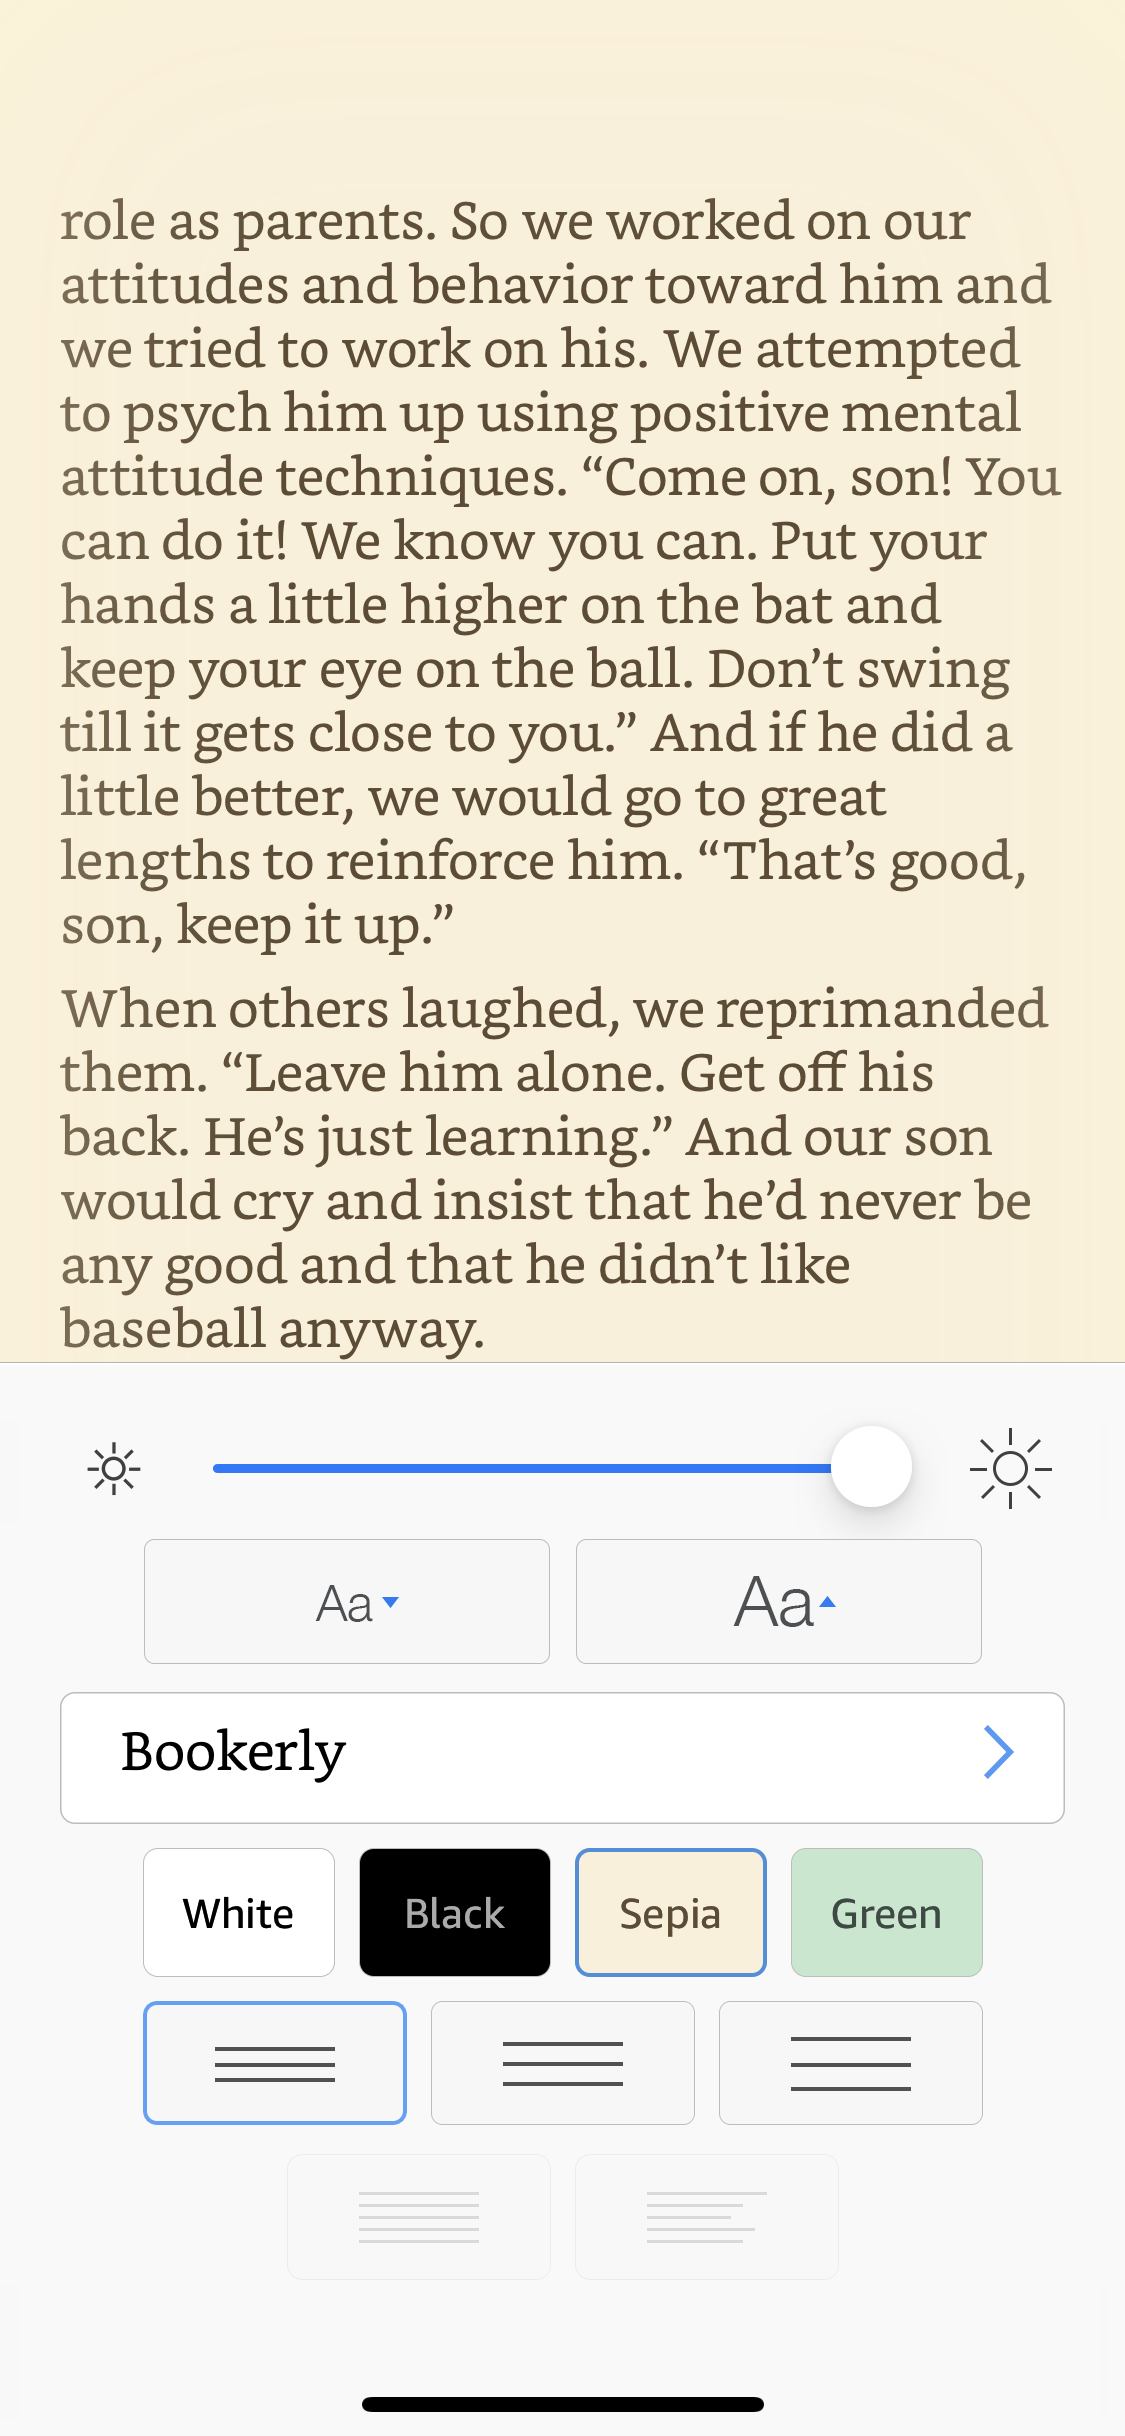 role as parents. So we worked on our
attitudes and behavior toward him and
we tried to work on his. We attempted
to psych him up using positive mental
attitude techniques. “Come on, son! You
can do it! We know you can. Put your
hands a little higher on the bat and
keep your eye on the ball. Don’t swing
till it gets close to you.” And if he did a
little better, we would go to great
lengths to reinforce him. “That’s good,
son, keep it up.”
When others laughed, we reprimanded
them. “Leave him alone. Get off his
back. He’s just learning.” And our son
would cry and insist that he’d never be
any good and that he didn’t like
baseball anyway.
Aa Aa
Bookerly
White Black Sepia Green